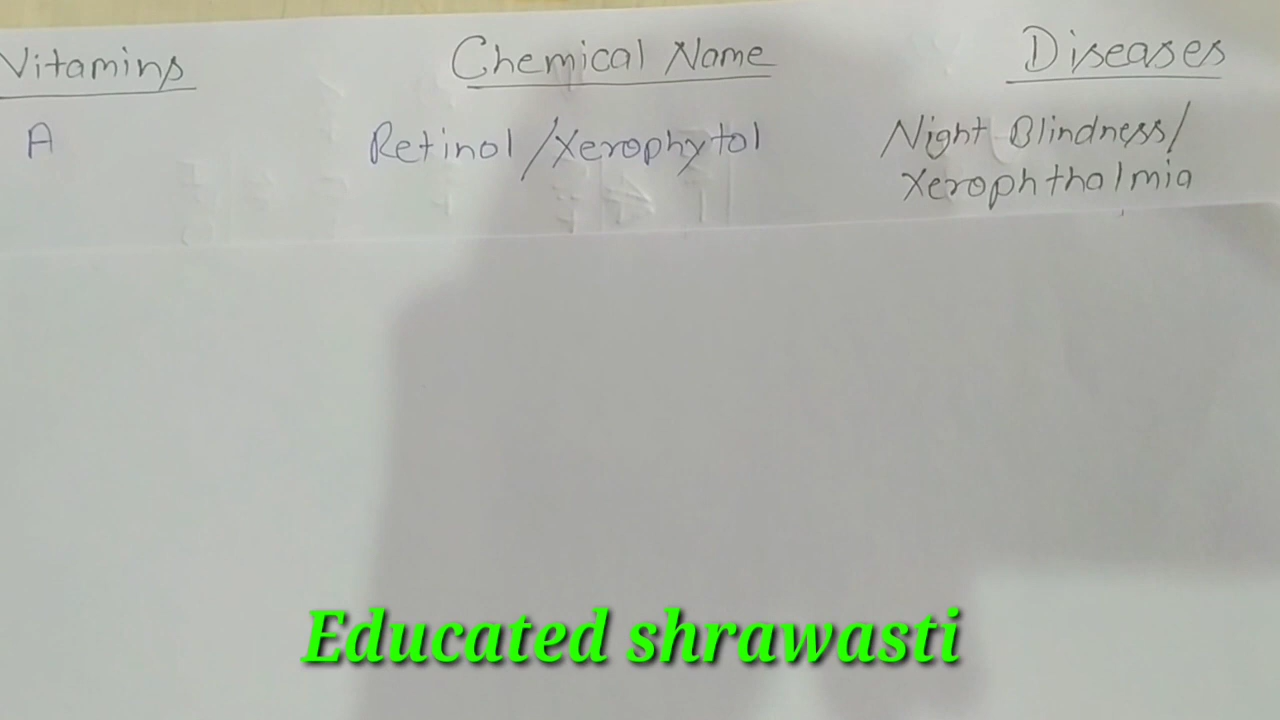 Vitamins Chemical Name Diseases
A Retinol/Xerophytol Night Blindness/
Xerophthalmia
Educated shrawasti